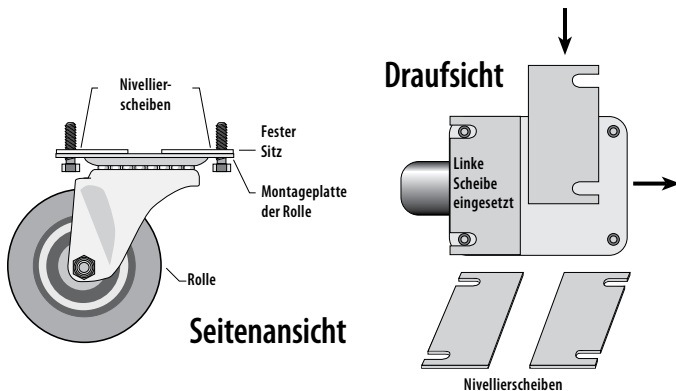 Nivellier-
scheiben
Fester
Sitz
Montageplatte
der Rolle
Rolle
Seitenansicht
Draufsicht
Linke
Scheibe
eingesetzt
Nivellierscheiben